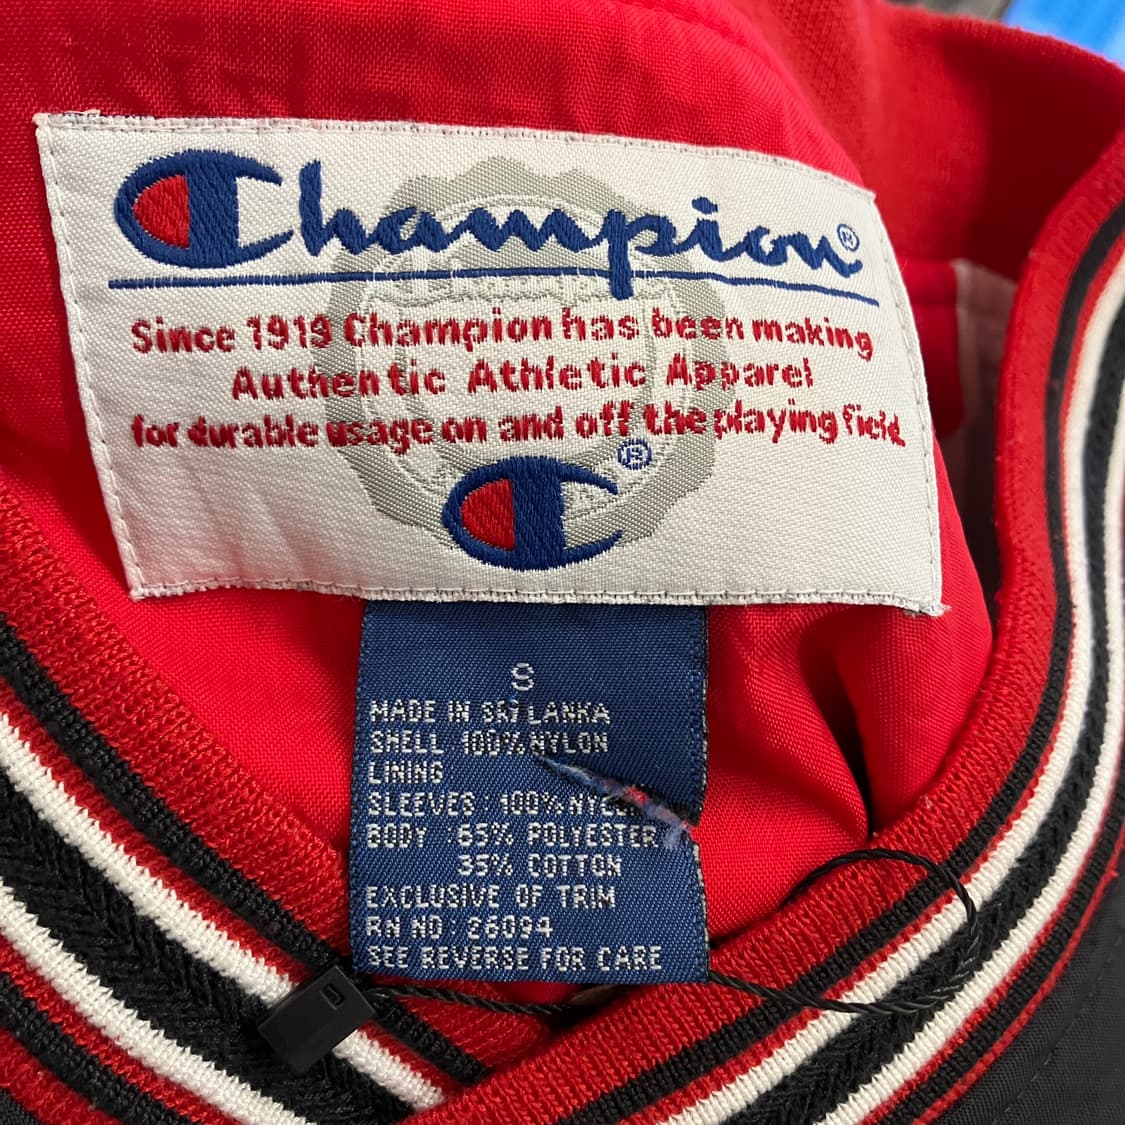 Champion®
Since 1919 Champion has been making
Authentic Athletic Apparel
for durable usage on and off the playing field.
®
S
MADE IN SRI LANKA
SHELL 100% NYLON
LINING
SLEEVES : 100%
BODY : 65% POLYESTER
35% COTTON
EXCLUSIVE OF TRIM
RN NO : 26094
SEE REVERSE FOR CARE